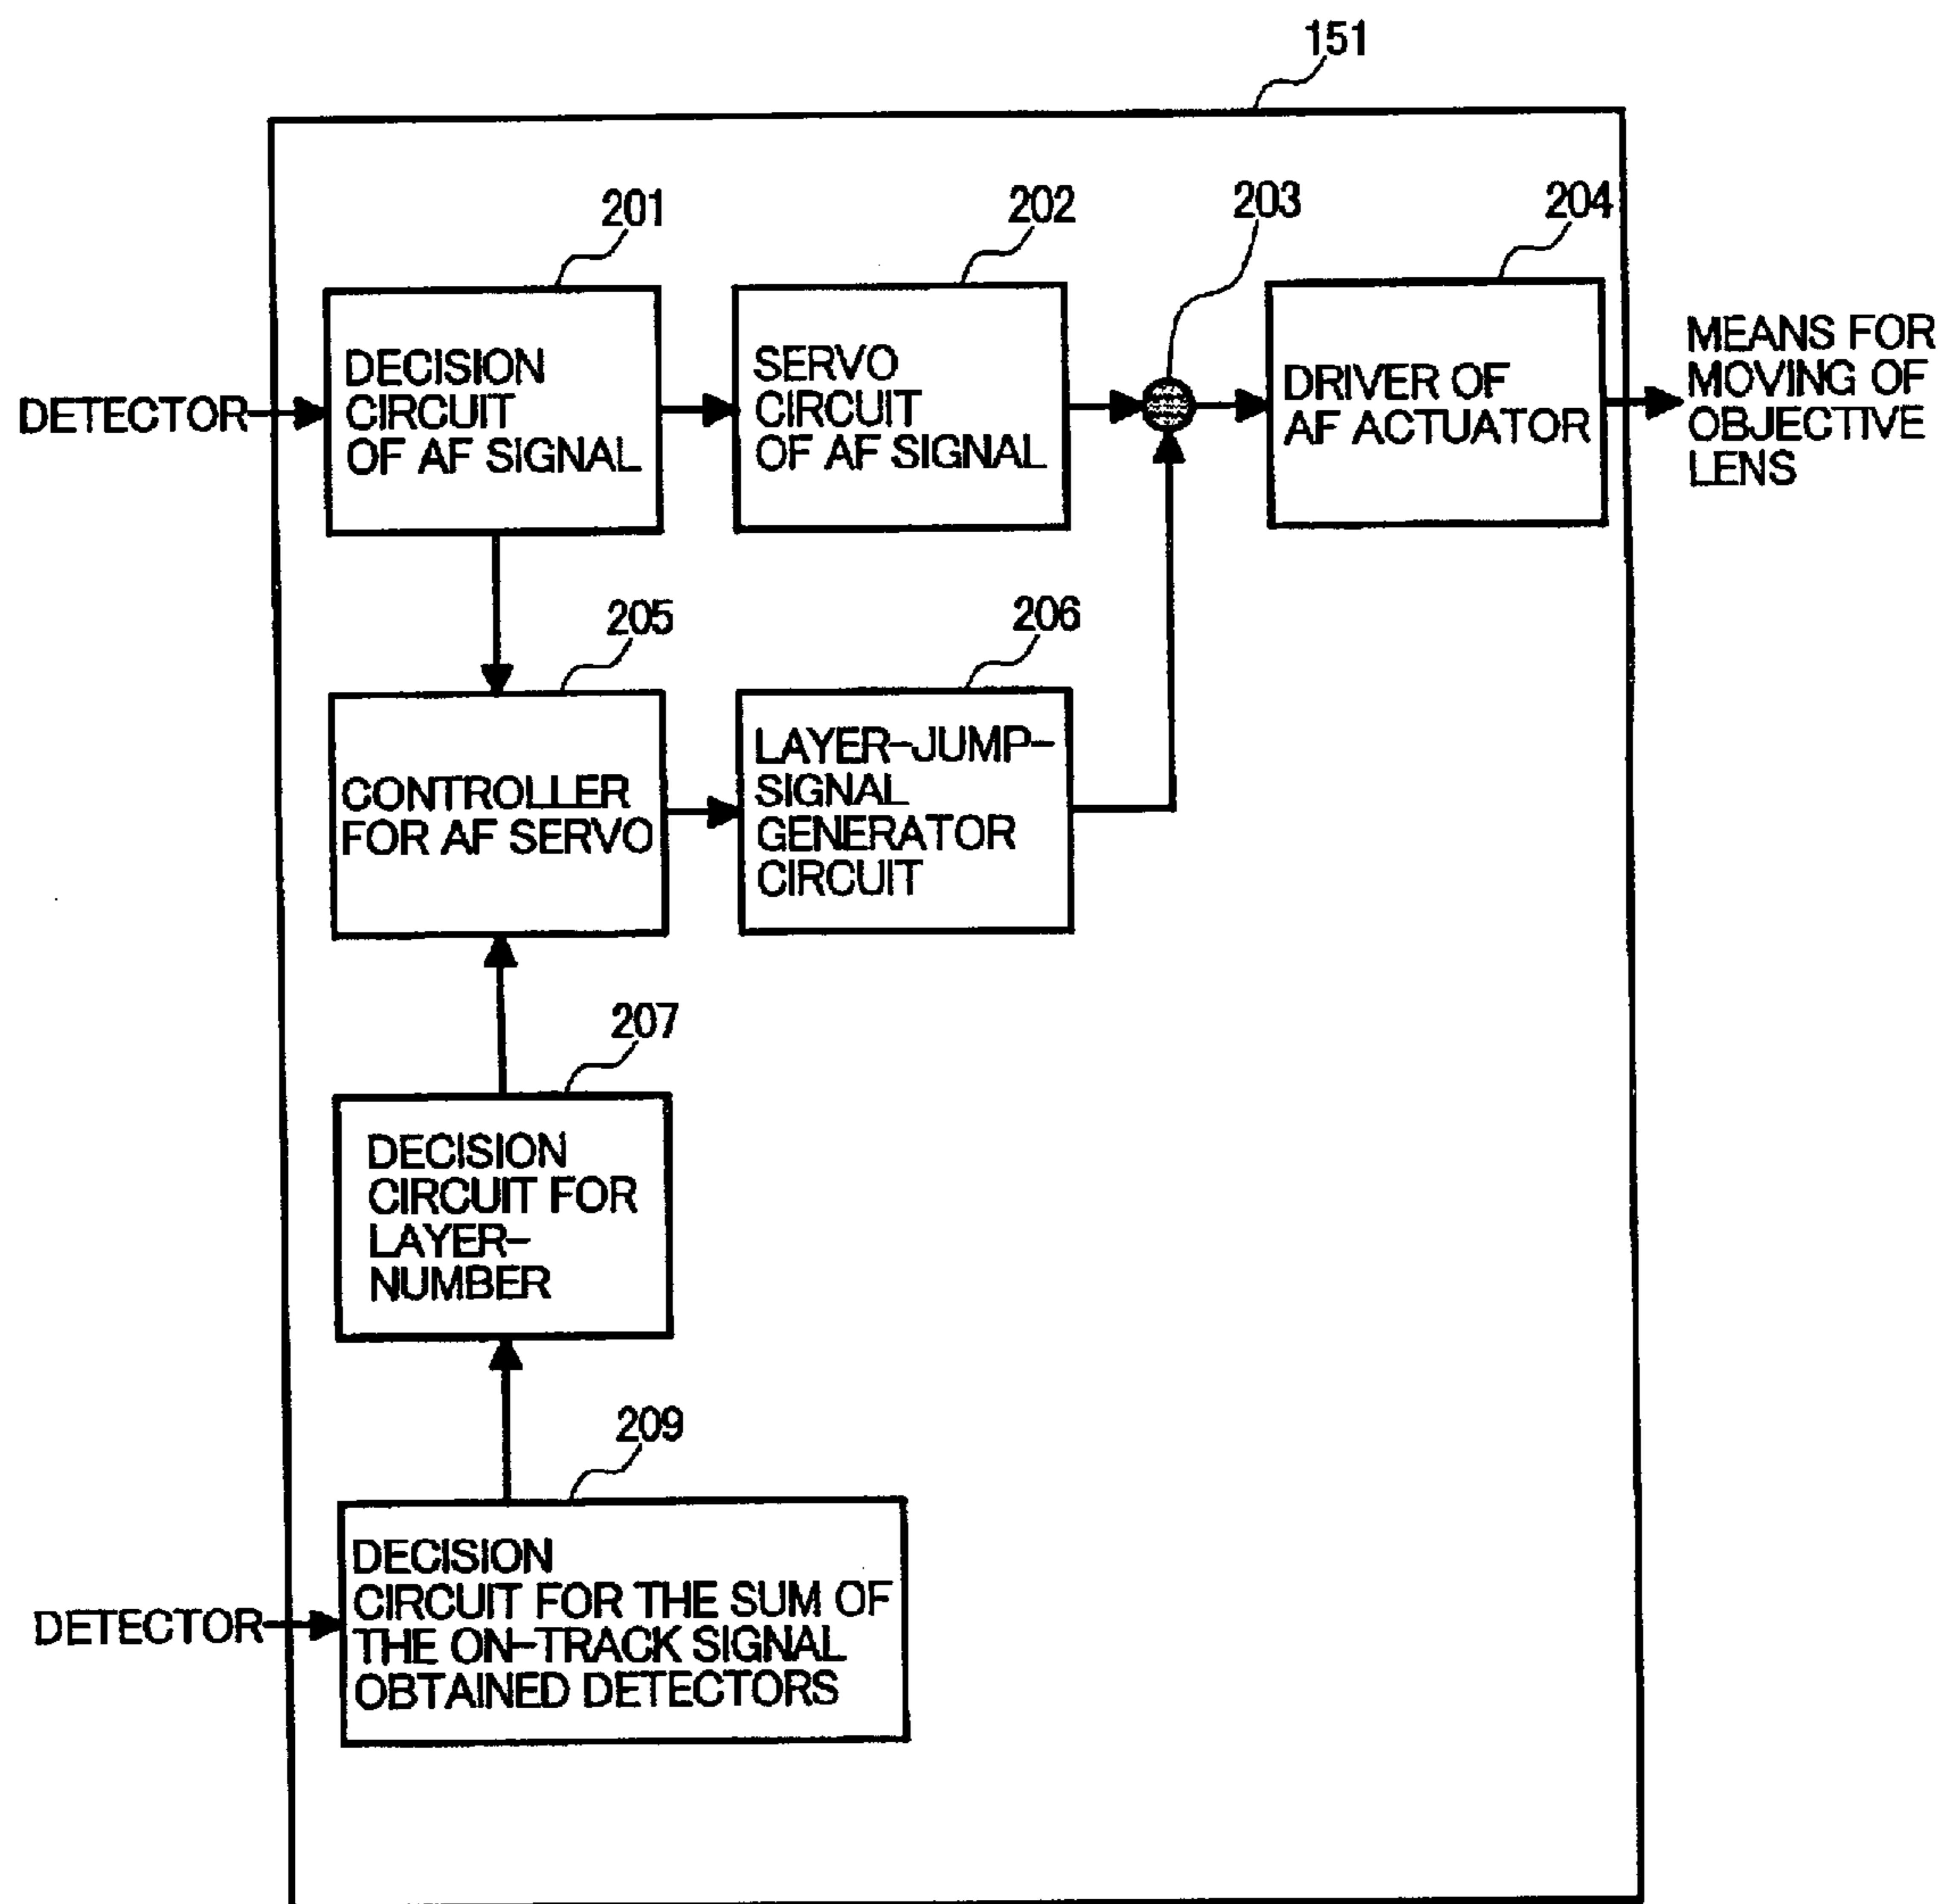 151
201
202
203
204
DETECTOR
DECISION
CIRCUIT
OF AF SIGNAL
SERVO
CIRCUIT
OF AF SIGNAL
DRIVER OF
AF ACTUATOR
MEANS FOR
MOVING OF
OBJECTIVE
LENS
205
206
CONTROLLER
FOR AF SERVO
LAYER-JUMP-
SIGNAL
GENERATOR
CIRCUIT
207
DECISION
CIRCUIT FOR
LAYER-
NUMBER
209
DETECTOR
DECISION
CIRCUIT FOR THE SUM OF
THE ON-TRACK SIGNAL
OBTAINED DETECTORS